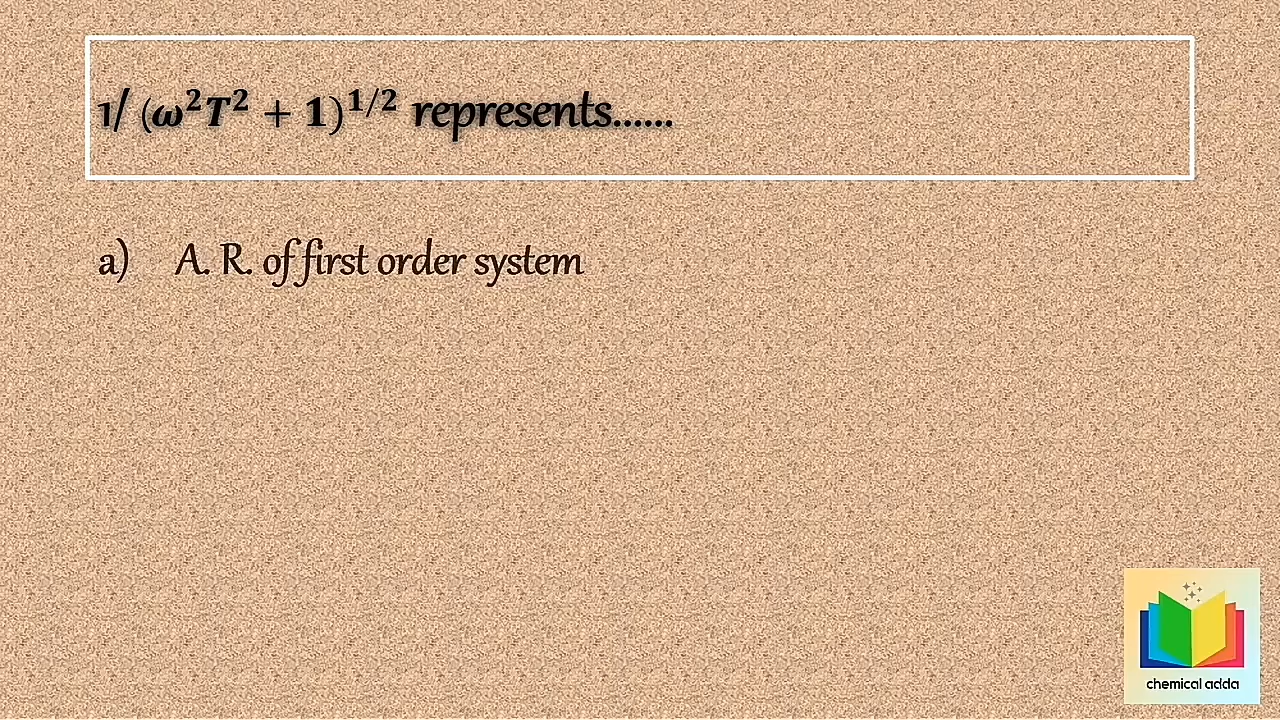 1/ (ω²T² + 1)^{1/2} represents......
a) A. R. of first order system
chemical adda